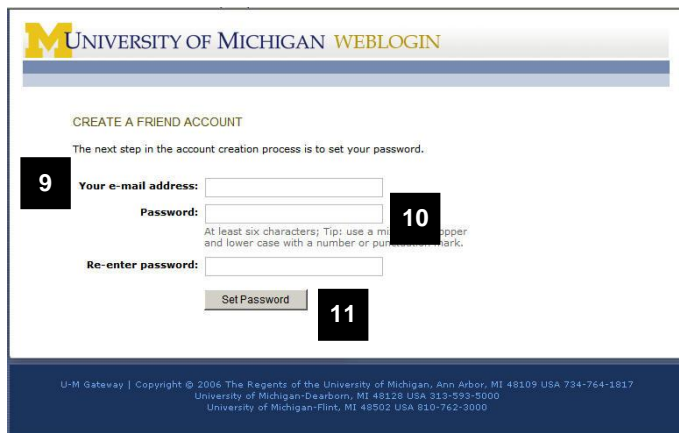 M UNIVERSITY OF MICHIGAN WEBLOGIN
CREATE A FRIEND ACCOUNT
The next step in the account creation process is to set your password.
9
Your e-mail address:
Password:
10
At least six characters; Tip: use a pper
and lower case with a number or pun mark.
Re-enter password:
Set Password
11
U-M Gateway | Copyright © 2006 The Regents of the University of Michigan, Ann Arbor, MI 48109 USA 734-764-1817
University of Michigan-Dearborn, MI 48128 USA 313-593-5000
University of Michigan-Flint, MI 48502 USA 810-762-3000